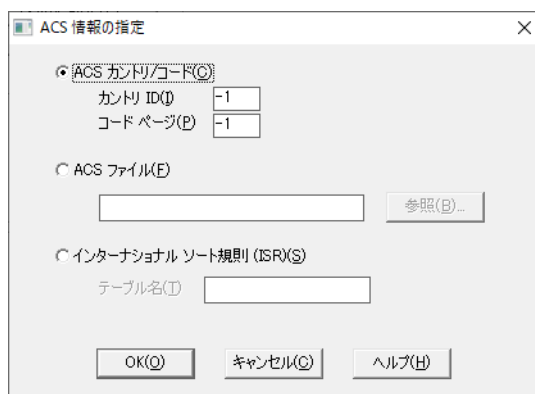 ACS 情報の指定
ACS カントリ/コード(C)
カントリ ID(I) -1
コード ページ(P) -1
ACS ファイル(F)
参照(B)...
インターナショナル ソート規則 (ISR)(S)
テーブル名(T)
OK(O) キャンセル(C) ヘルプ(H)